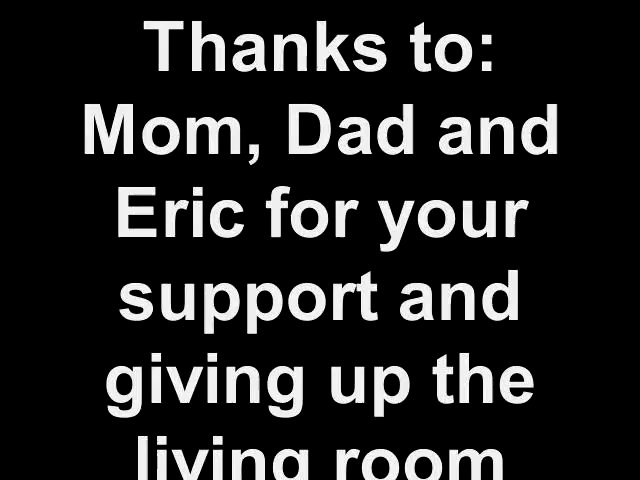 Thanks to:
Mom, Dad and
Eric for your
support and
giving up the
living room